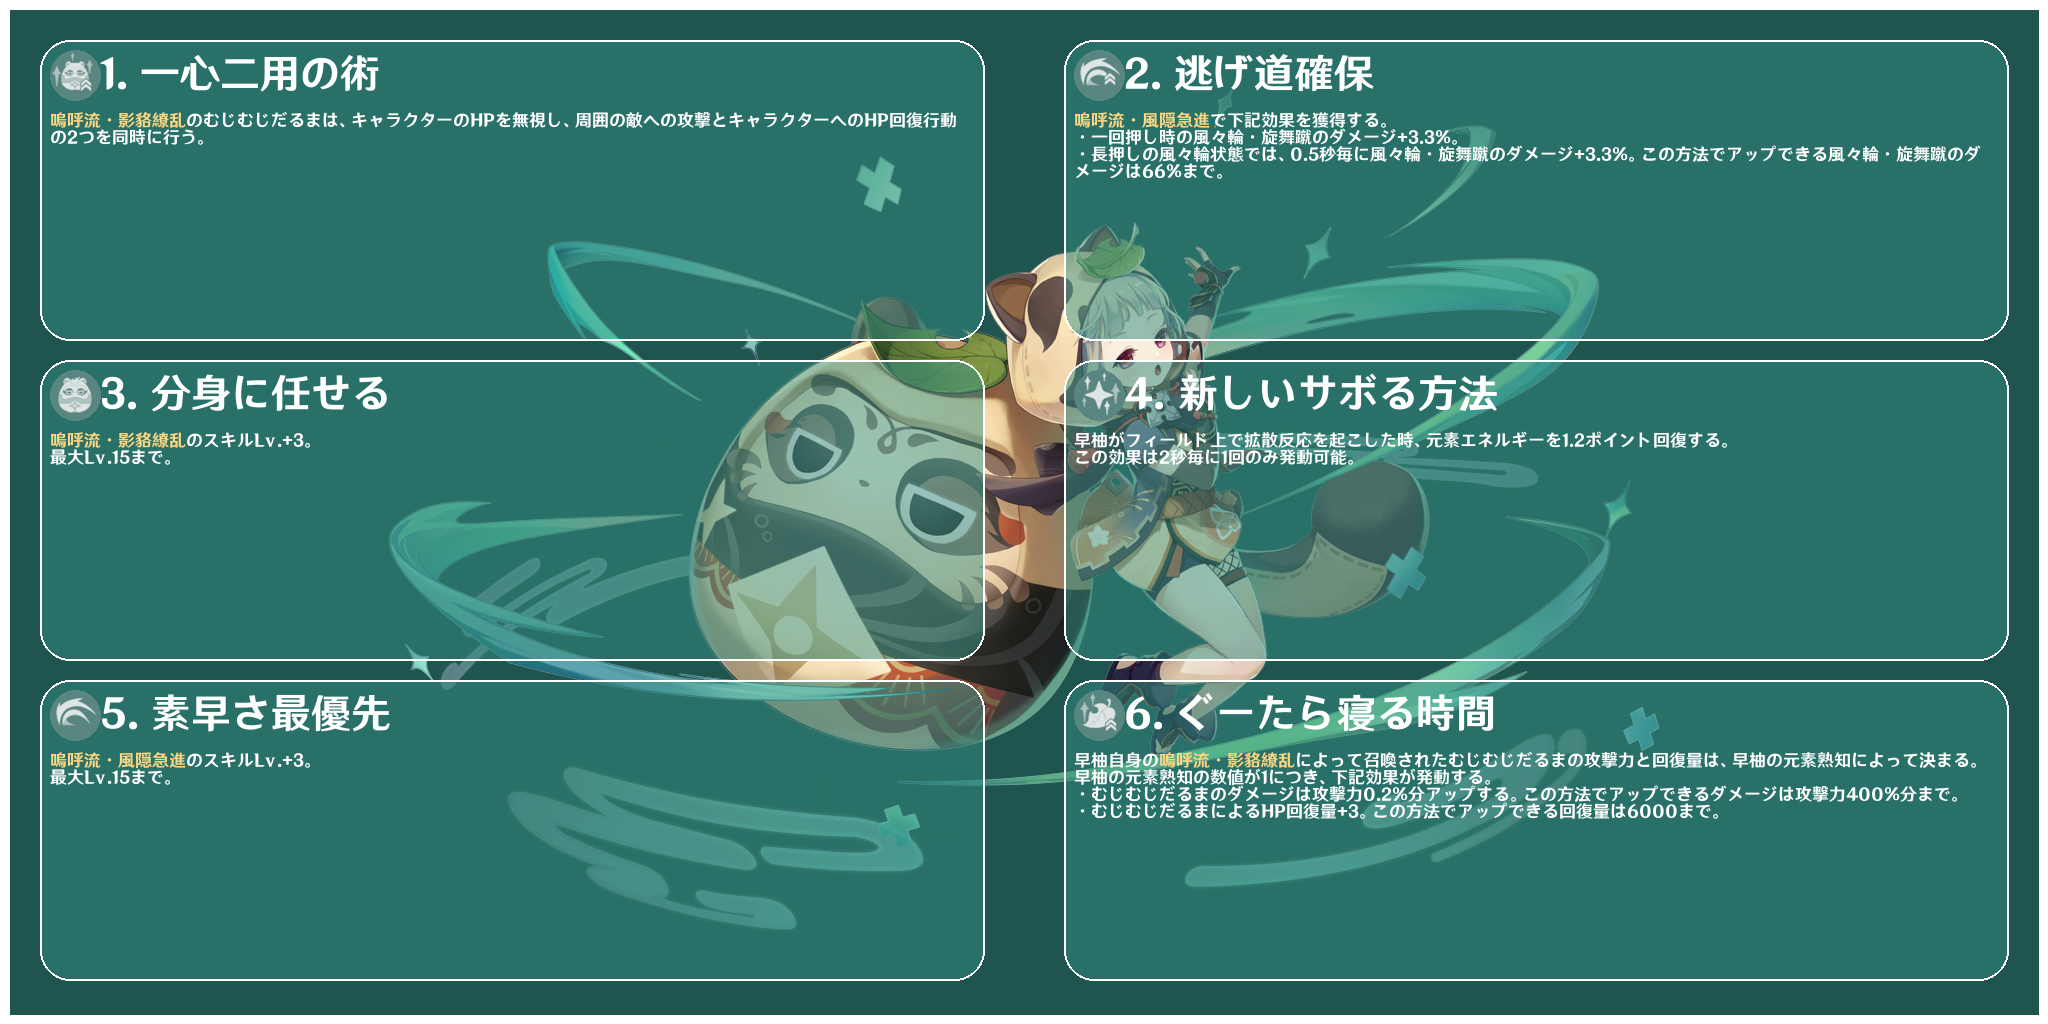 1. 一心二用の術
嗚呼流・影貉繚乱のむじむじだるまは、キャラクターのHPを無視し、周囲の敵への攻撃とキャラクターへのHP回復行動
の2つを同時に行う。
2. 逃げ道確保
嗚呼流・風隠急進で下記効果を獲得する。
・一回押し時の風々輪・旋舞蹴のダメージ+3.3%。
・長押しの風々輪状態では、0.5秒毎に風々輪・旋舞蹴のダメージ+3.3%。この方法でアップできる風々輪・旋舞蹴のダ
メージは66%まで。
3. 分身に任せる
嗚呼流・影貉繚乱のスキルLv.+3。
最大Lv.15まで。
4. 新しいサボる方法
早柚がフィールド上で拡散反応を起こした時、元素エネルギーを1.2ポイント回復する。
この効果は2秒毎に1回のみ発動可能。
5. 素早さ最優先
嗚呼流・風隠急進のスキルLv.+3。
最大Lv.15まで。
6. ぐーたら寝る時間
早柚自身の嗚呼流・影貉繚乱によって召喚されたむじむじだるまの攻撃力と回復量は、早柚の元素熟知によって決まる。
早柚の元素熟知の数値が1につき、下記効果が発動する。
・むじむじだるまのダメージは攻撃力0.2%分アップする。この方法でアップできるダメージは攻撃力400%分まで。
・むじむじだるまによるHP回復量+3。この方法でアップできる回復量は6000まで。